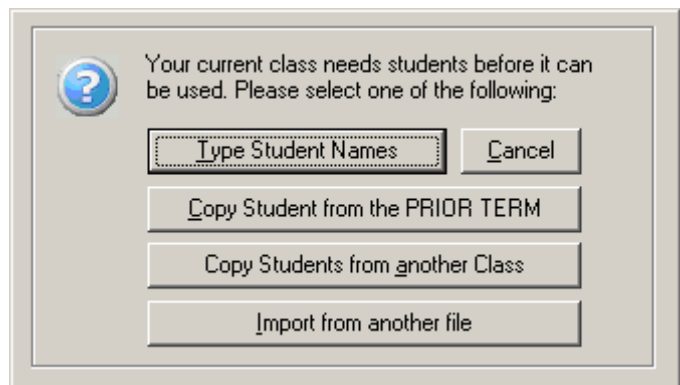 Your current class needs students before it can
be used. Please select one of the following:
Type Student Names
Cancel
Copy Student from the PRIOR TERM
Copy Students from another Class
Import from another file